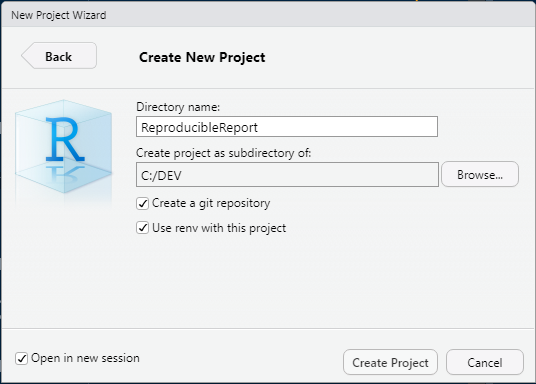 New Project Wizard
Back
Create New Project
R
Directory name:
ReproducibleReport
Create project as subdirectory of:
C:/DEV
Browse...
Create a git repository
Use renv with this project
Open in new session
Create Project
Cancel